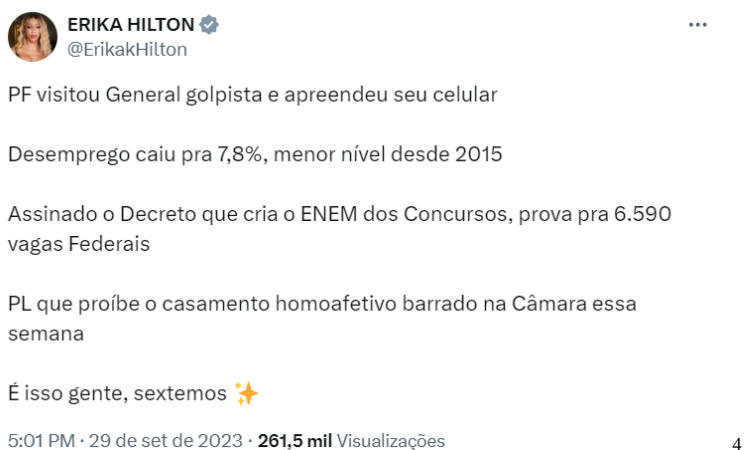 ERIKA HILTON
@ErikakHilton
PF visitou General golpista e apreendeu seu celular
Desemprego caiu pra 7,8%, menor nível desde 2015
Assinado o Decreto que cria o ENEM dos Concursos, prova pra 6.590
vagas Federais
PL que proíbe o casamento homoafetivo barrado na Câmara essa
semana
É isso gente, sextemos ✨
5:01 PM · 29 de set de 2023 · 261,5 mil Visualizações
4